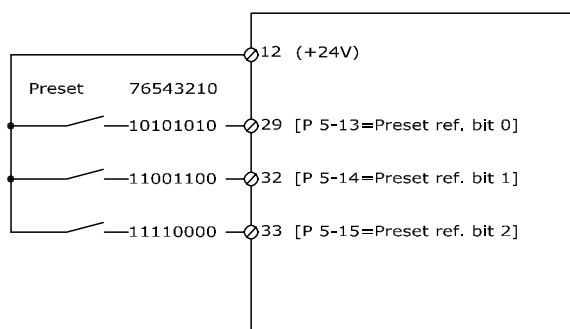 12 (+24V)
Preset 76543210
10101010 29 [P 5-13=Preset ref. bit 0]
11001100 32 [P 5-14=Preset ref. bit 1]
11110000 33 [P 5-15=Preset ref. bit 2]